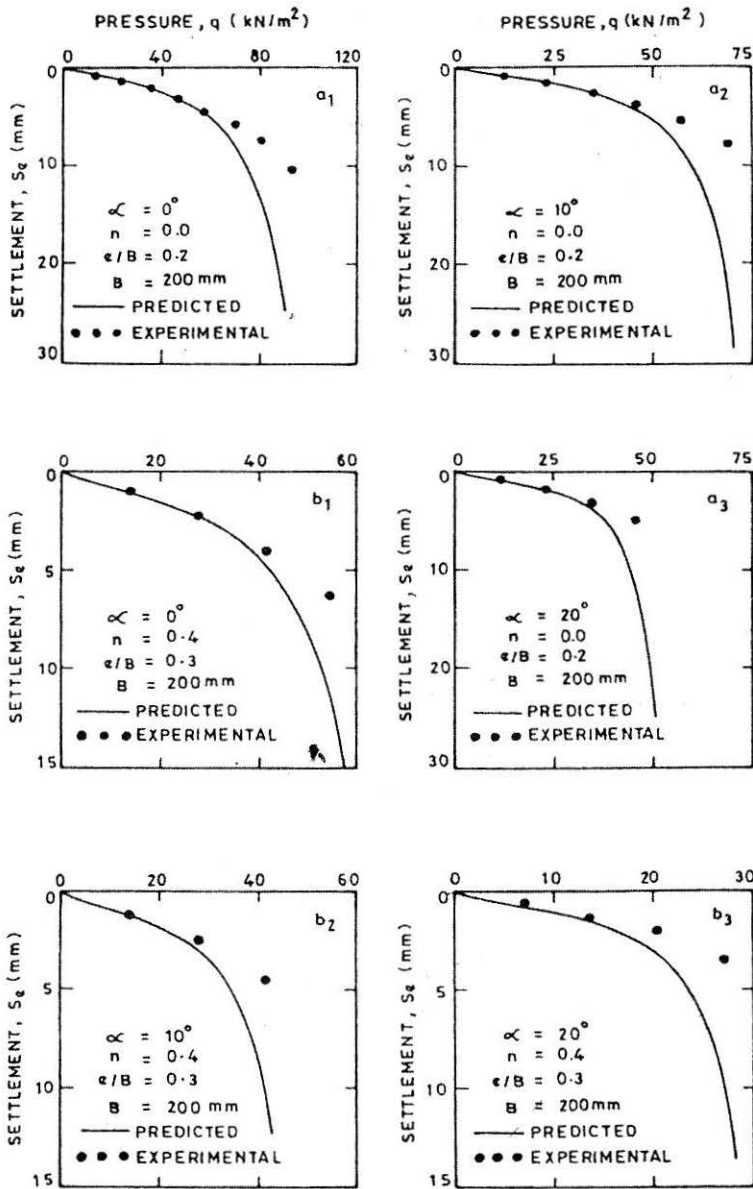 PRESSURE, q ( kN/m²)
0 40 80 120
0
10
20
30
SETTLEMENT, Se (mm)
a1
∝ = 0°
n = 0.0
e/B = 0.2
B = 200 mm
PREDICTED
EXPERIMENTAL
PRESSURE, q (kN/m²)
0 25 50 75
0
10
20
30
SETTLEMENT, Se (mm)
a2
∝ = 10°
n = 0.0
e/B = 0.2
B = 200 mm
PREDICTED
EXPERIMENTAL
0 20 40 60
0
5
10
15
SETTLEMENT, Se (mm)
b1
∝ = 0°
n = 0.4
e/B = 0.3
B = 200 mm
PREDICTED
EXPERIMENTAL
0 25 50 75
0
10
20
30
SETTLEMENT, Se (mm)
a3
∝ = 20°
n = 0.0
e/B = 0.2
B = 200 mm
PREDICTED
EXPERIMENTAL
0 20 40 60
0
5
10
15
SETTLEMENT, Se (mm)
b2
∝ = 10°
n = 0.4
e/B = 0.3
B = 200 mm
PREDICTED
EXPERIMENTAL
0 10 20 30
0
5
10
15
SETTLEMENT, Se (mm)
b3
∝ = 20°
n = 0.4
e/B = 0.3
B = 200mm
PREDICTED
EXPERIMENTAL